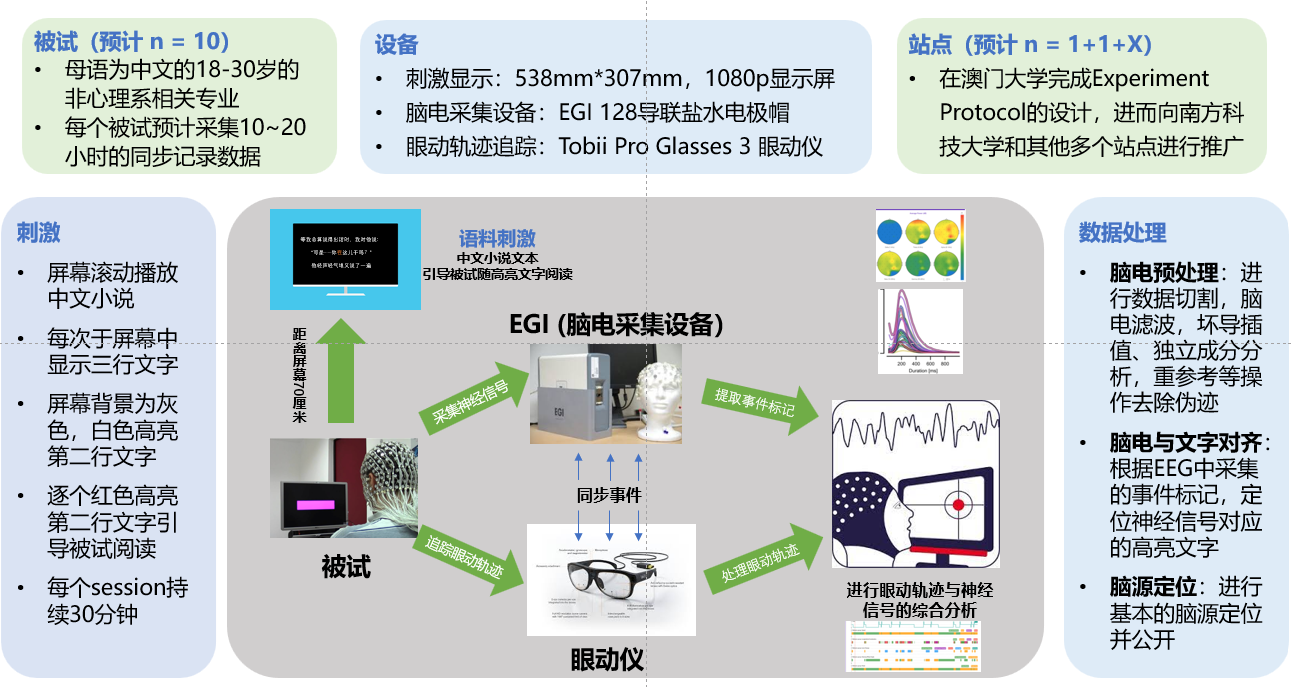 被试（预计 n = 10）
• 母语为中文的18-30岁的
非心理系相关专业
• 每个被试预计采集10~20
小时的同步记录数据
设备
• 刺激显示：538mm*307mm，1080p显示屏
• 脑电采集设备：EGI 128导联盐水电极帽
• 眼动轨迹追踪：Tobii Pro Glasses 3 眼动仪
站点（预计 n = 1+1+X）
• 在澳门大学完成Experiment
Protocol的设计，进而向南方科
技大学和其他多个站点进行推广
刺激
• 屏幕滚动播放
中文小说
• 每次于屏幕中
显示三行文字
• 屏幕背景为灰
色，白色高亮
第二行文字
• 逐个红色高亮
第二行文字引
导被试阅读
• 每个session持
续30分钟
语料刺激
中文小说文本
引导被试随高亮文字阅读
距离屏幕70厘米
被试
采集神经信号
追踪眼动轨迹
EGI (脑电采集设备)
EGI
同步事件
眼动仪
提取事件标记
处理眼动轨迹
200 400 600 800
Duration [ms]
进行眼动轨迹与神经
信号的综合分析
数据处理
• 脑电预处理：进
行数据切割，脑
电滤波，坏导插
值、独立成分分
析，重参考等操
作去除伪迹
• 脑电与文字对齐：
根据EEG中采集
的事件标记，定
位神经信号对应
的高亮文字
• 脑源定位：进行
基本的脑源定位
并公开